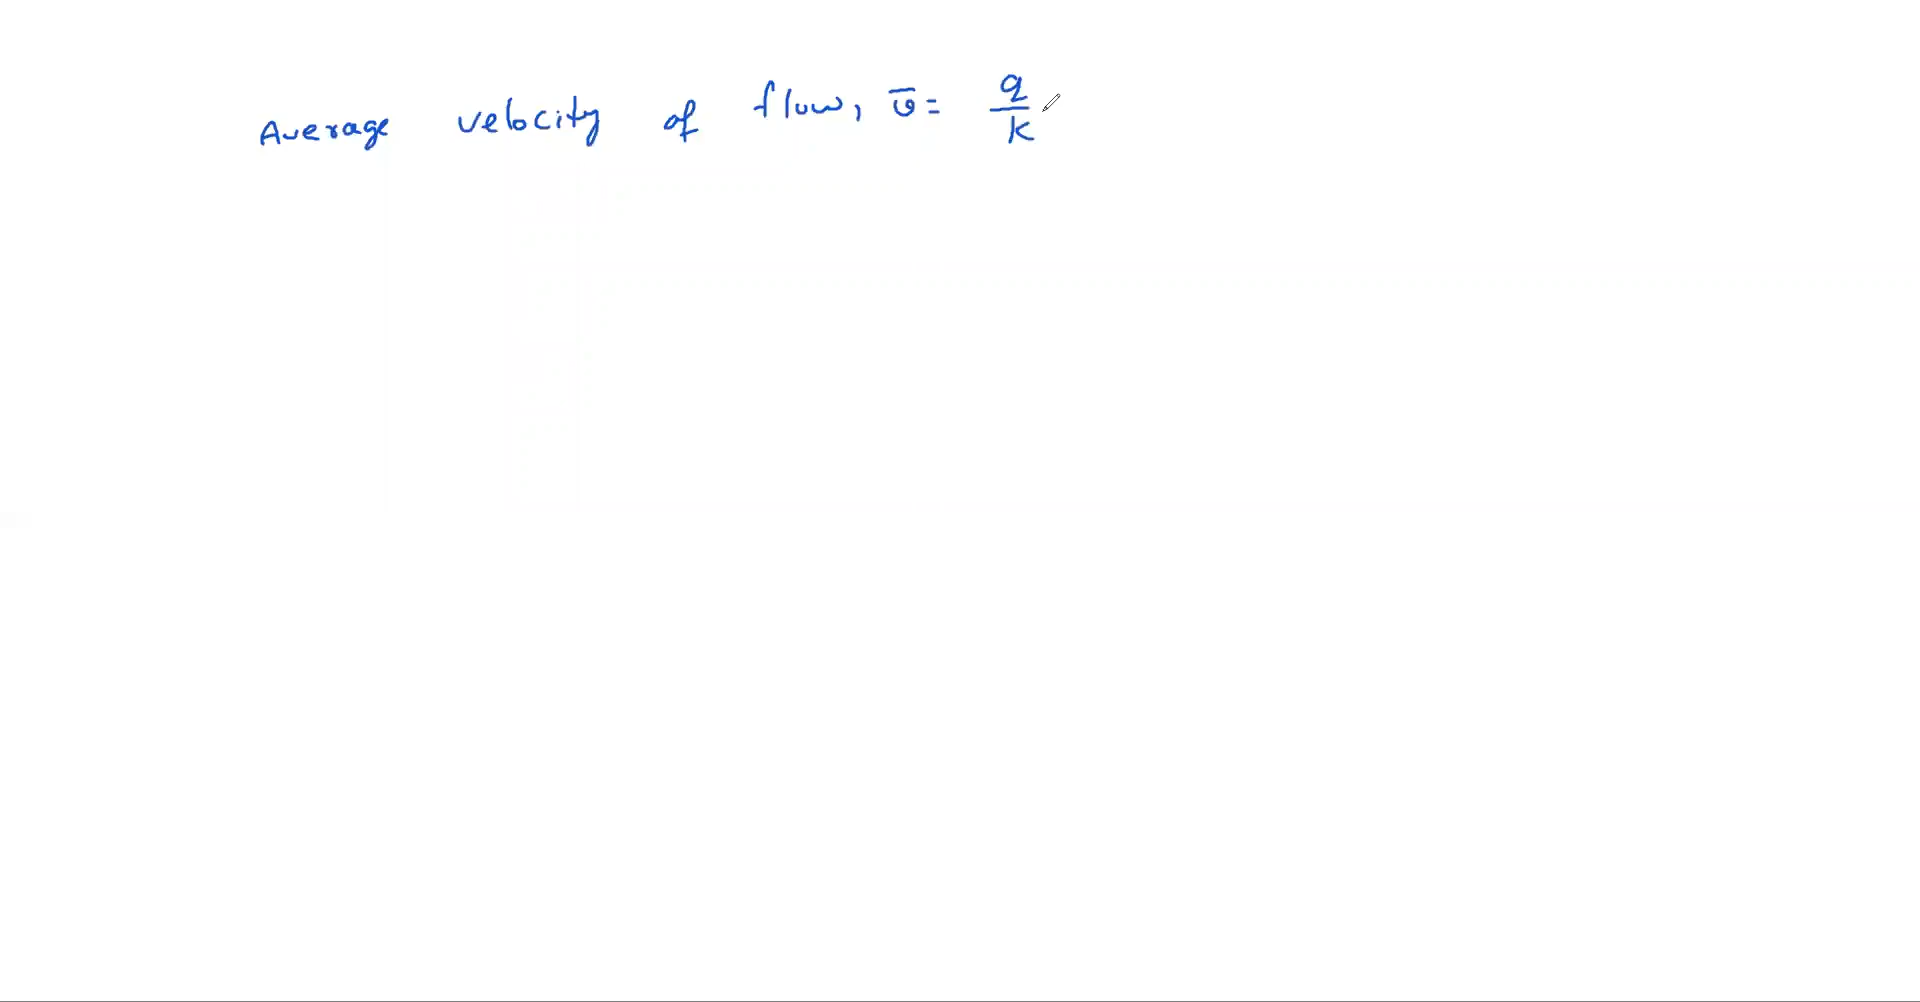 Average velocity of flow, v̅ = q/k